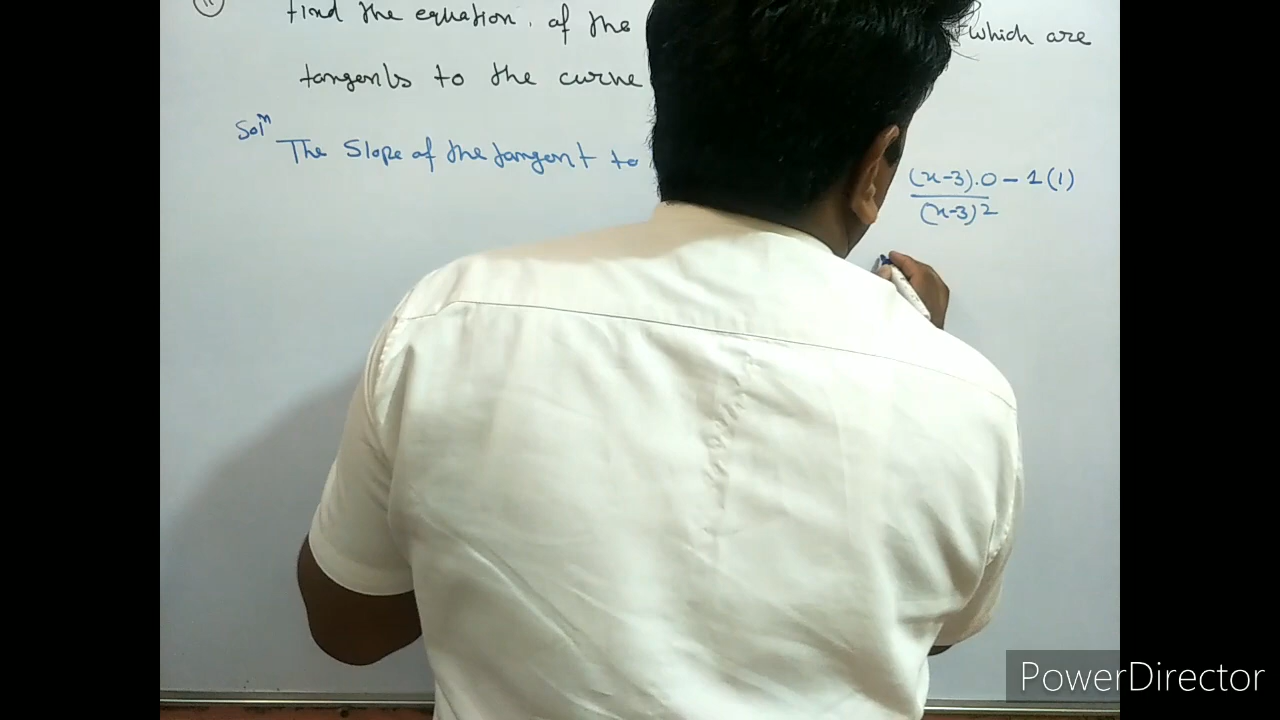 (11) find the equation. of the which are
tangents to the curve
Solⁿ The Slope of the tangent to
(x-3).0 - 1(1)
(x-3)2
PowerDirector